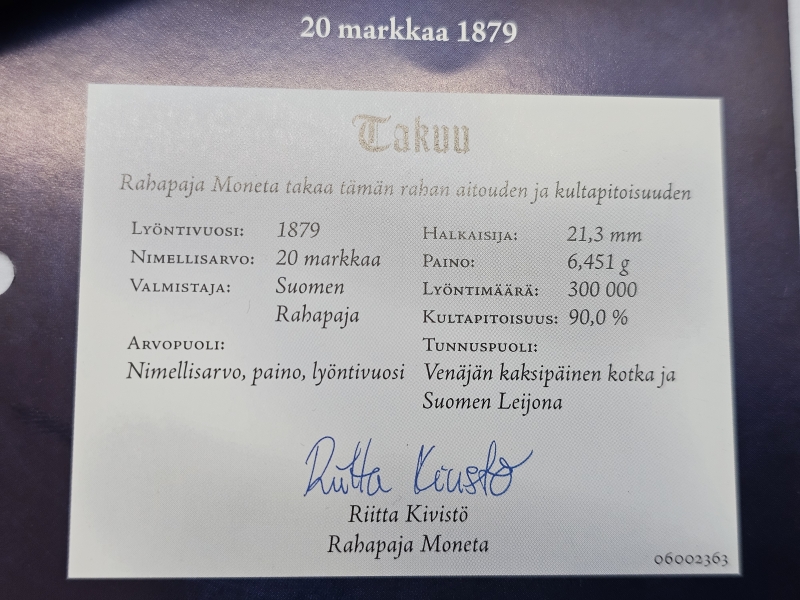 20 markkaa 1879
Takuu
Rahapaja Moneta takaa tämän rahan aitouden ja kultapitoisuuden
Lyöntivuosi: 1879
Nimellisarvo: 20 markkaa
Valmistaja: Suomen
Rahapaja
Arvopuoli:
Nimellisarvo, paino, lyöntivuosi
Halkaisija: 21,3 mm
Paino: 6,451 g
Lyöntimäärä: 300 000
Kultapitoisuus: 90,0 %
Tunnuspuoli:
Venäjän kaksipäinen kotka ja
Suomen Leijona
Riitta Kivistö
Riitta Kivistö
Rahapaja Moneta
06002363